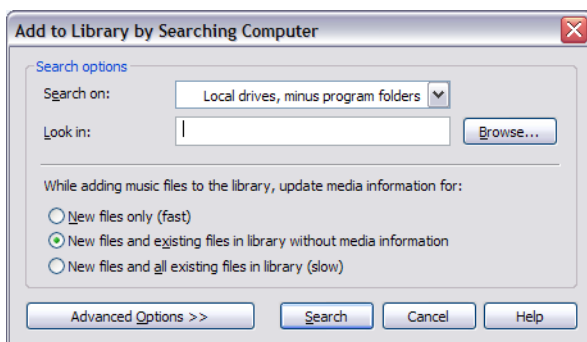 Add to Library by Searching Computer
Search options
Search on: Local drives, minus program folders
Look in: Browse...
While adding music files to the library, update media information for:
New files only (fast)
New files and existing files in library without media information
New files and all existing files in library (slow)
Advanced Options >> Search Cancel Help